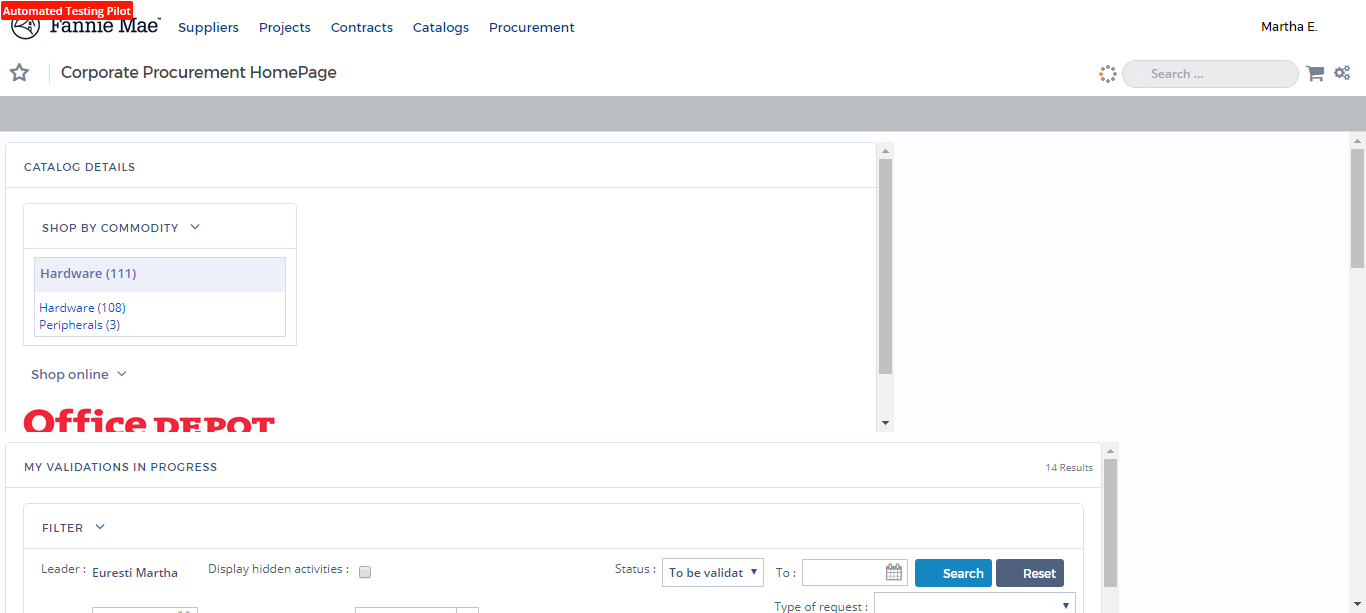 Automated Testing Pilot
Fannie Mae™ Suppliers Projects Contracts Catalogs Procurement Martha E.
Corporate Procurement HomePage Search ...
CATALOG DETAILS
SHOP BY COMMODITY
Hardware (111)
Hardware (108)
Peripherals (3)
Shop online
Office DEPOT
MY VALIDATIONS IN PROGRESS 14 Results
FILTER
Leader : Euresti Martha Display hidden activities : Status : To be validat To : Search Reset
Type of request :